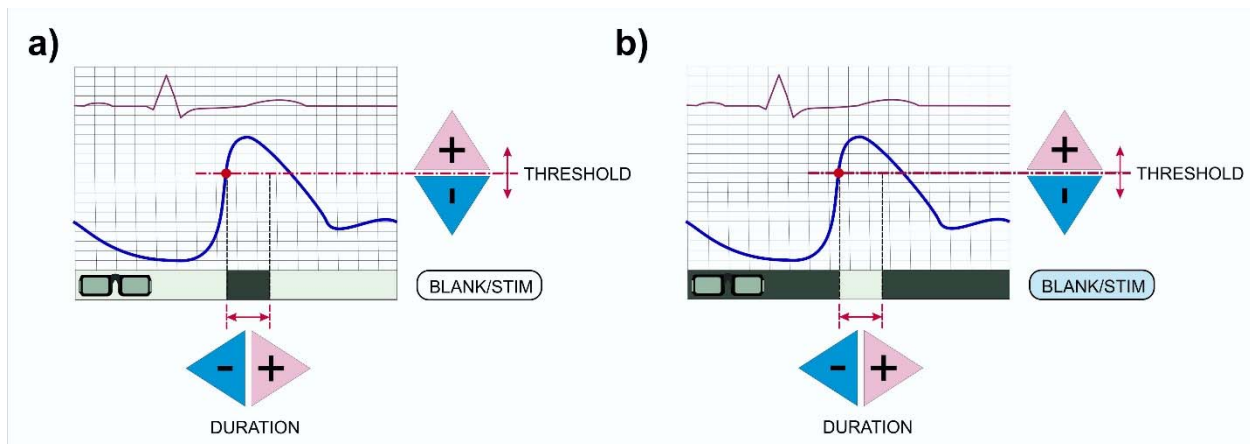 a)
+
THRESHOLD
-
BLANK/STIM
- +
DURATION
b)
+
THRESHOLD
-
BLANK/STIM
- +
DURATION